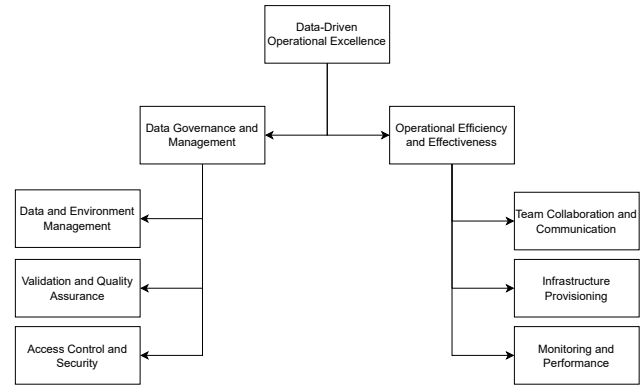 Data-Driven
Operational Excellence
Data Governance and
Management
Operational Efficiency
and Effectiveness
Data and Environment
Management
Validation and Quality
Assurance
Access Control and
Security
Team Collaboration and
Communication
Infrastructure
Provisioning
Monitoring and
Performance